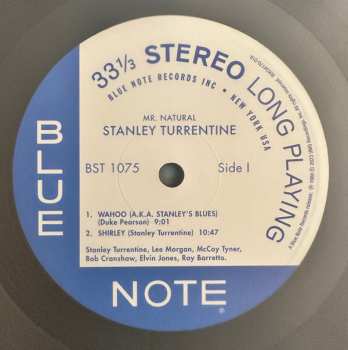 33 1/3 STEREO LONG PLAYING
BLUE NOTE RECORDS INC • NEW YORK USA
MR. NATURAL
STANLEY TURRENTINE
BST 1075 Side I
1. WAHOO (A.K.A. STANLEY'S BLUES)
(Duke Pearson) 9:01
2. SHIRLEY (Stanley Turrentine) 10:47
Stanley Turrentine, Lee Morgan, McCoy Tyner,
Bob Cranshaw, Elvin Jones, Ray Barretto.
BLUE
NOTE
®